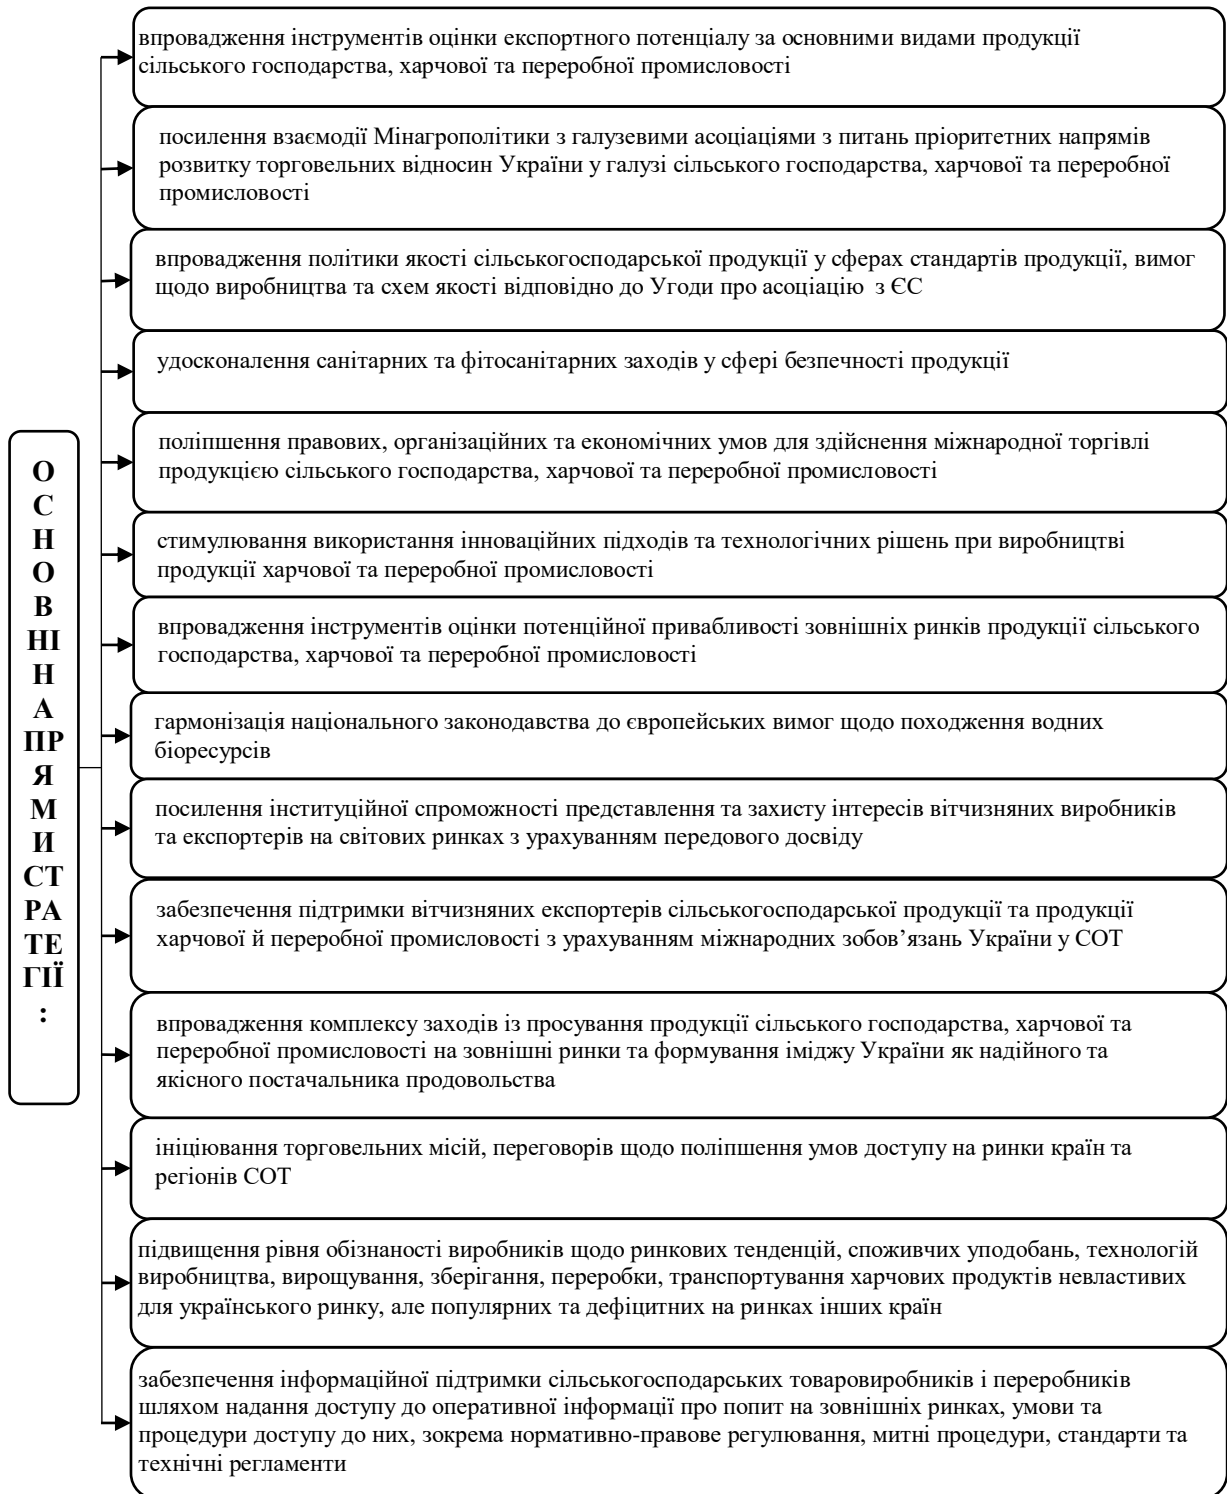 впровадження інструментів оцінки експортного потенціалу за основними видами продукції
сільського господарства, харчової та переробної промисловості
посилення взаємодії Мінагрополітики з галузевими асоціаціями з питань пріоритетних напрямів
розвитку торговельних відносин України у галузі сільського господарства, харчової та переробної
промисловості
впровадження політики якості сільськогосподарської продукції у сферах стандартів продукції, вимог
щодо виробництва та схем якості відповідно до Угоди про асоціацію з ЄС
удосконалення санітарних та фітосанітарних заходів у сфері безпечності продукції
поліпшення правових, організаційних та економічних умов для здійснення міжнародної торгівлі
продукцією сільського господарства, харчової та переробної промисловості
стимулювання використання інноваційних підходів та технологічних рішень при виробництві
продукції харчової та переробної промисловості
впровадження інструментів оцінки потенційної привабливості зовнішніх ринків продукції сільського
господарства, харчової та переробної промисловості
гармонізація національного законодавства до європейських вимог щодо походження водних
біоресурсів
посилення інституційної спроможності представлення та захисту інтересів вітчизняних виробників
та експортерів на світових ринках з урахуванням передового досвіду
забезпечення підтримки вітчизняних експортерів сільськогосподарської продукції та продукції
харчової й переробної промисловості з урахуванням міжнародних зобов’язань України у СОТ
впровадження комплексу заходів із просування продукції сільського господарства, харчової та
переробної промисловості на зовнішні ринки та формування іміджу України як надійного та
якісного постачальника продовольства
ініціювання торговельних місій, переговорів щодо поліпшення умов доступу на ринки країн та
регіонів СОТ
підвищення рівня обізнаності виробників щодо ринкових тенденцій, споживчих уподобань, технологій
виробництва, вирощування, зберігання, переробки, транспортування харчових продуктів невластивих
для українського ринку, але популярних та дефіцитних на ринках інших країн
забезпечення інформаційної підтримки сільськогосподарських товаровиробників і переробників
шляхом надання доступу до оперативної інформації про попит на зовнішніх ринках, умови та
процедури доступу до них, зокрема нормативно-правове регулювання, митні процедури, стандарти та
технічні регламенти
О
С
Н
О
В
НІ
Н
А
ПР
Я
М
И
СТ
РА
ТЕ
ГІЇ
: